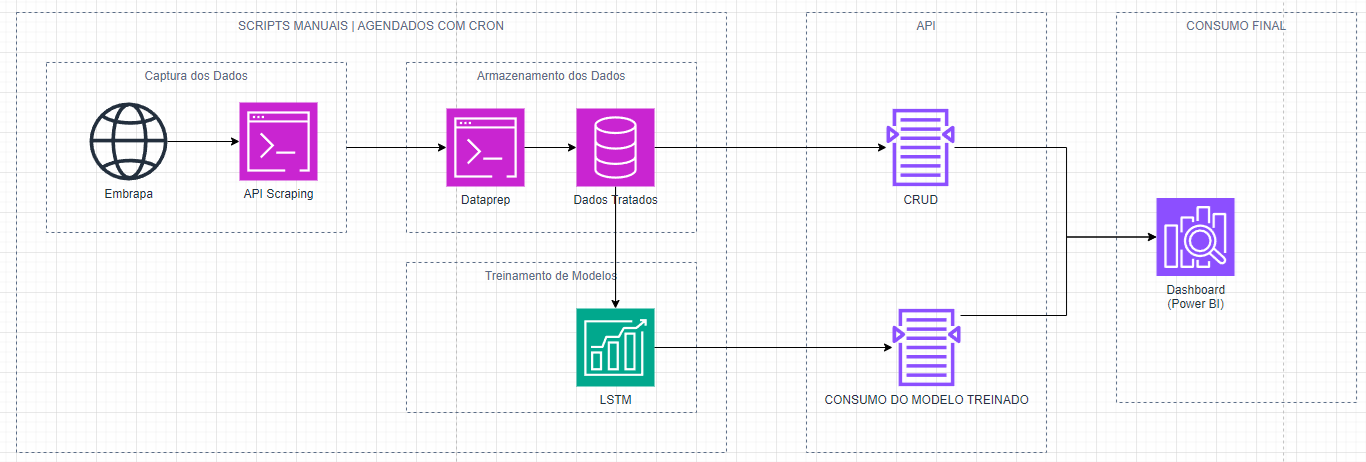 SCRIPTS MANUAIS | AGENDADOS COM CRON
Captura dos Dados
Embrapa
API Scraping
Armazenamento dos Dados
Dataprep
Dados Tratados
Treinamento de Modelos
LSTM
API
CRUD
CONSUMO DO MODELO TREINADO
CONSUMO FINAL
Dashboard
(Power BI)